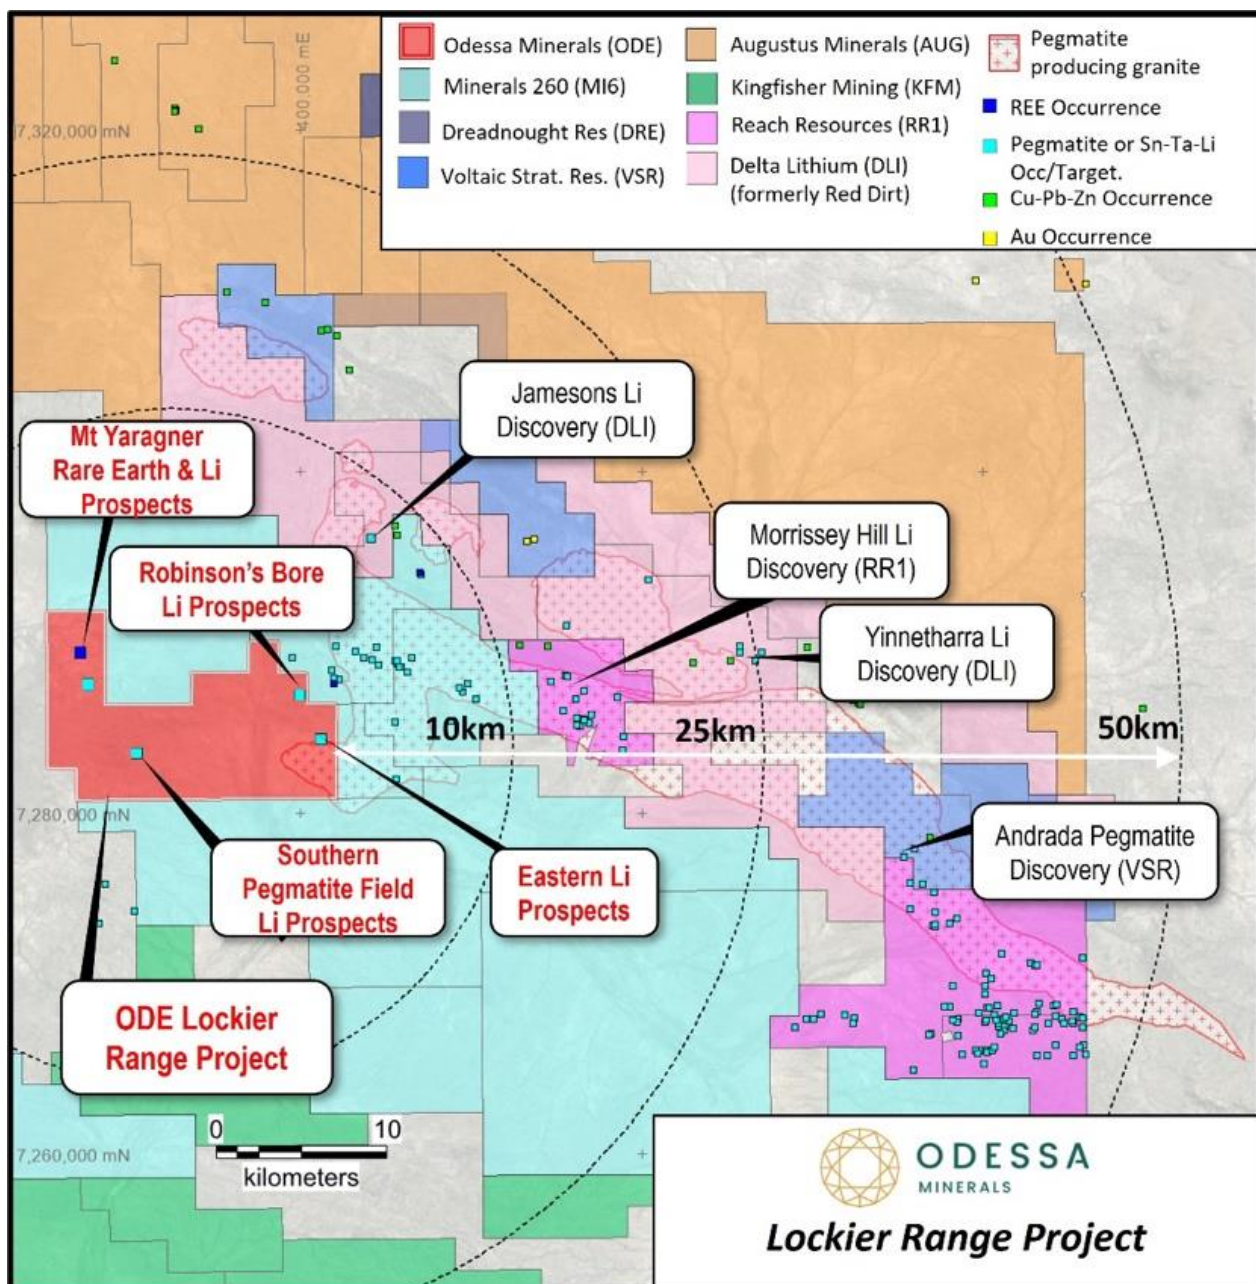 Odessa Minerals (ODE)
Minerals 260 (MI6)
Dreadnought Res (DRE)
Voltaic Strat. Res. (VSR)
Augustus Minerals (AUG)
Kingfisher Mining (KFM)
Reach Resources (RR1)
Delta Lithium (DLI)
(formerly Red Dirt)
Pegmatite
producing granite
REE Occurrence
Pegmatite or Sn-Ta-Li
Occ/Target.
Cu-Pb-Zn Occurrence
Au Occurrence
400,000 mE
7,320,000 mN
Jamesons Li
Discovery (DLI)
Mt Yaragner
Rare Earth & Li
Prospects
Morrissey Hill Li
Discovery (RR1)
Robinson's Bore
Li Prospects
Yinnetharra Li
Discovery (DLI)
10km
25km
50km
7,280,000 mN
Southern
Pegmatite Field
Li Prospects
Eastern Li
Prospects
Andrada Pegmatite
Discovery (VSR)
ODE Lockier
Range Project
0 10
kilometers
7,260,000 mN
ODESSA
MINERALS
Lockier Range Project